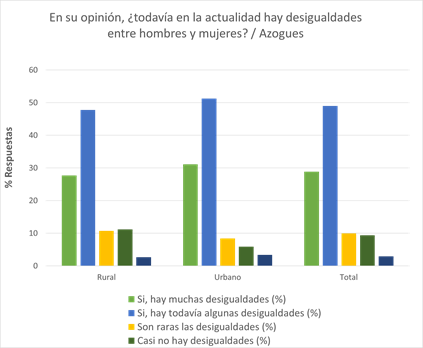 En su opinión, ¿todavía en la actualidad hay desigualdades
entre hombres y mujeres? / Azogues
% Respuestas
60
50
40
30
20
10
0
Rural
Urbano
Total
Si, hay muchas desigualdades (%)
Si, hay todavía algunas desigualdades (%)
Son raras las desigualdades (%)
Casi no hay desigualdades (%)